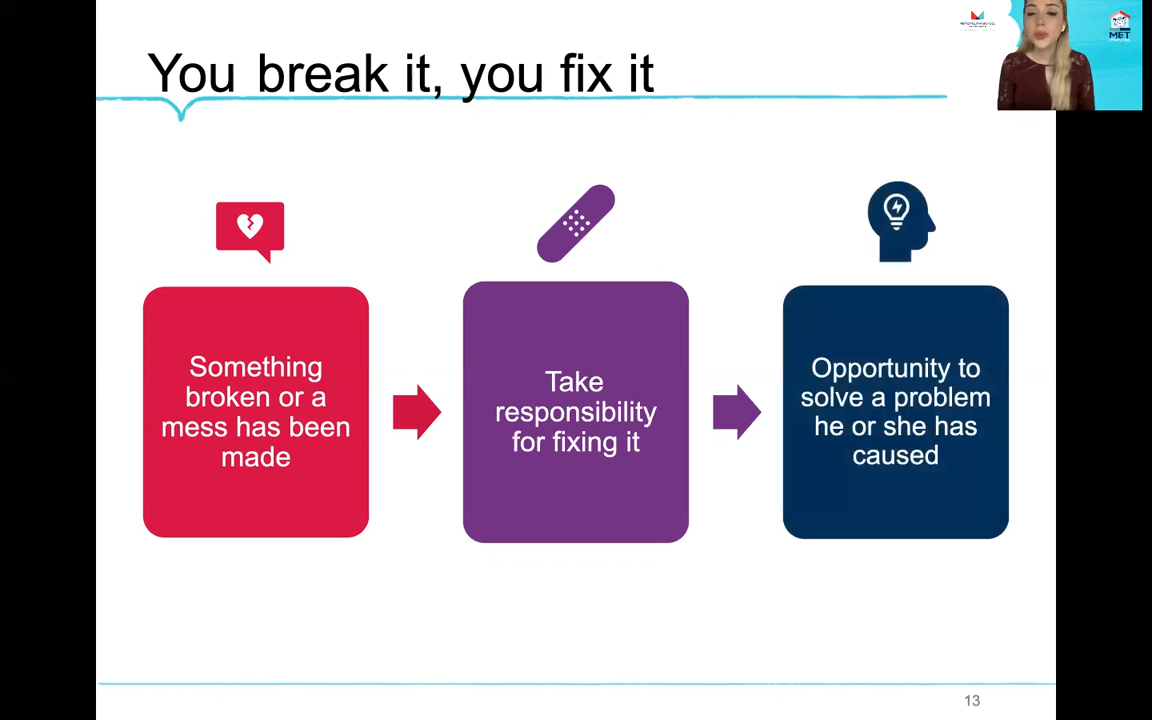 You break it, you fix it
MET
Something
broken or a
mess has been
made
Take
responsibility
for fixing it
Opportunity to
solve a problem
he or she has
caused
13